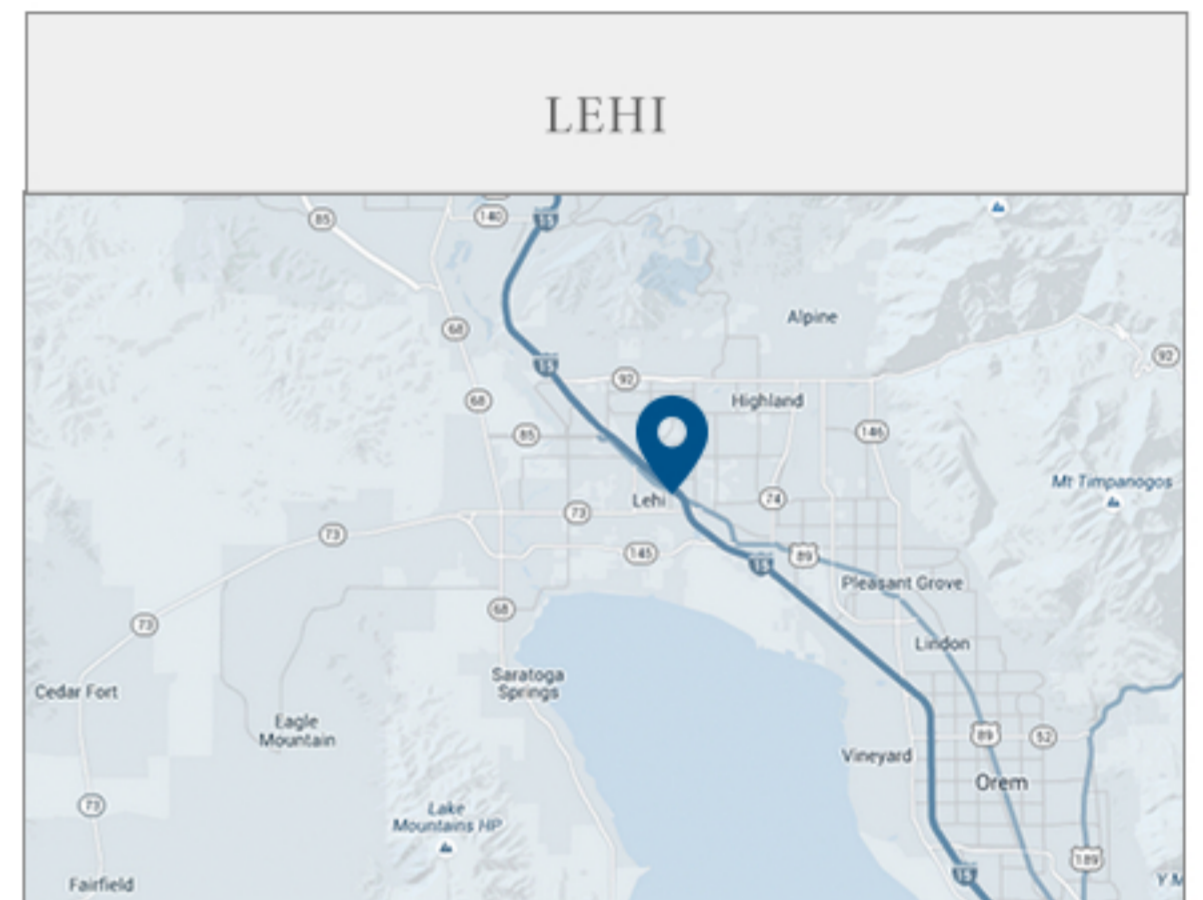 LEHI
85
140
15
Alpine
68
15
92
92
68
Highland
85
146
Mt Timpanogos
Lehi
74
73
73
145
89
15
Pleasant Grove
68
73
Lindon
Saratoga
Springs
Cedar Fort
Eagle
Mountain
89
52
Vineyard
Orem
73
Lake
Mountains HP
189
15
Fairfield
Y M